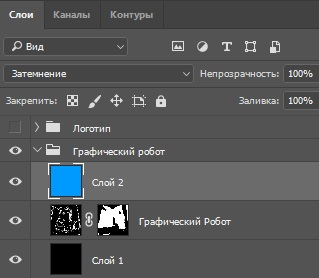 Слои Каналы Контуры
Вид T
Затемнение Непрозрачность: 100%
Закрепить: Заливка: 100%
Логотип
Графический робот
Слой 2
Графический Робот
Слой 1